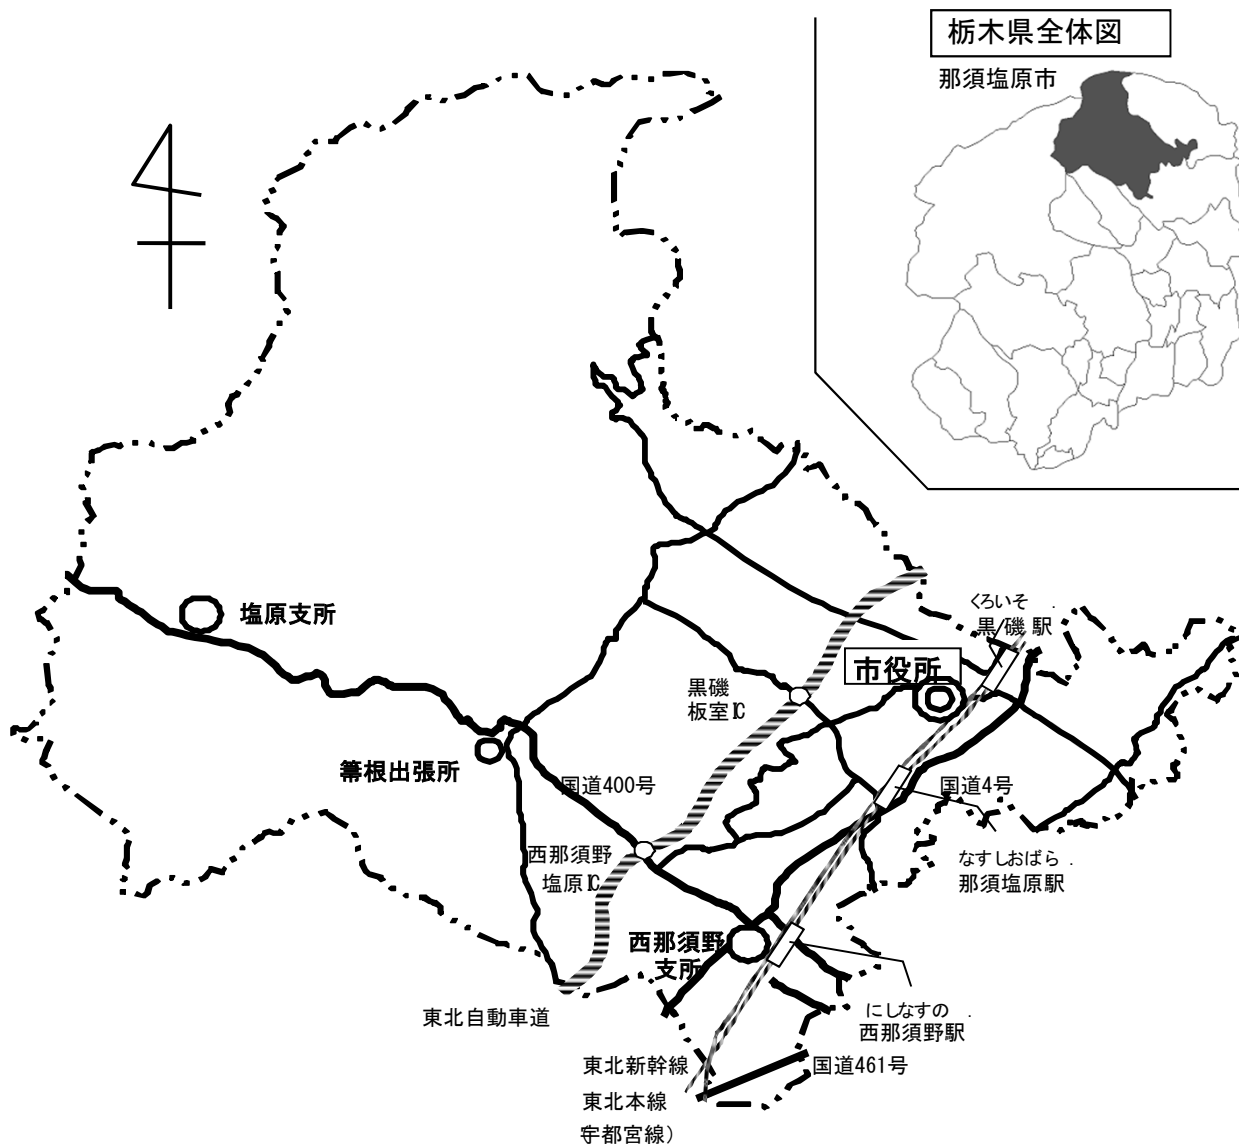 栃木県全体図
那須塩原市
塩原支所
くろいそ
黒磯駅
市役所
黒磯
板室IC
箒根出張所
国道400号
国道4号
西那須野
塩原IC
なすしおばら
那須塩原駅
西那須野
支所
にしなすの
西那須野駅
東北自動車道
東北新幹線
国道461号
東北本線
(宇都宮線)